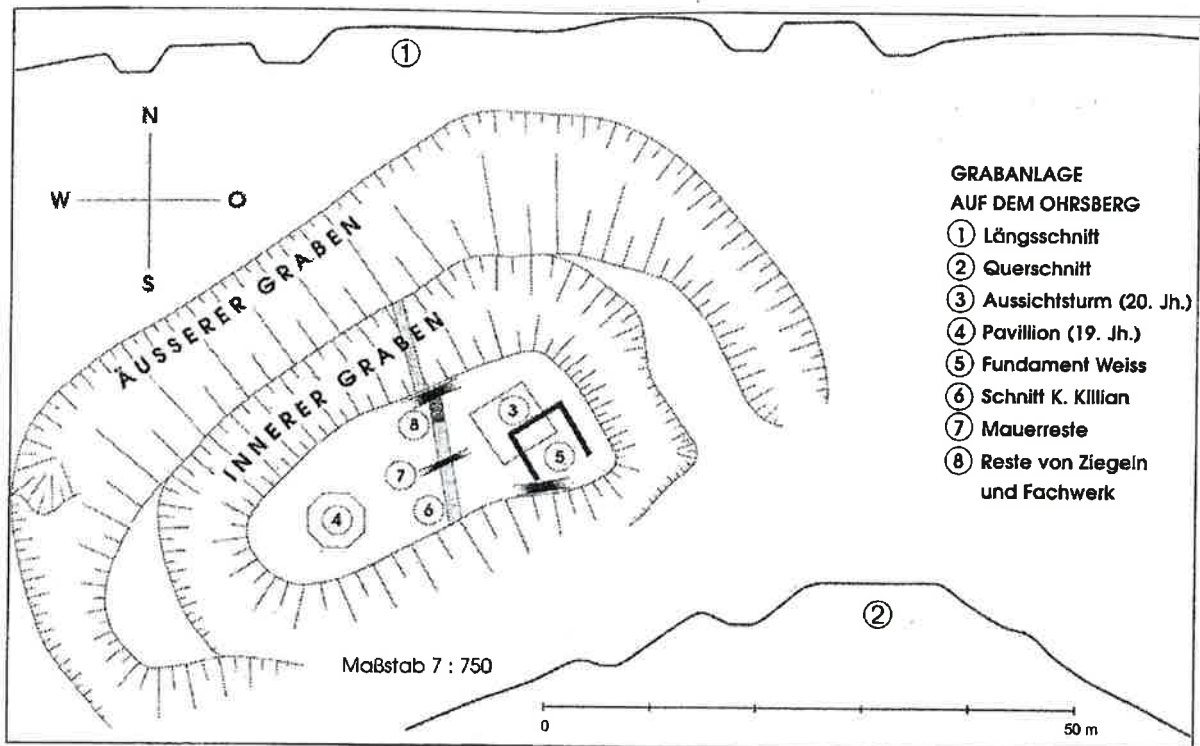 ①
N
W O
S
ÄUSSERER GRABEN
INNERER GRABEN
③
⑧
⑤
⑦
⑥
④
GRABANLAGE
AUF DEM OHRSBERG
① Längsschnitt
② Querschnitt
③ Aussichtsturm (20. Jh.)
④ Pavillion (19. Jh.)
⑤ Fundament Weiss
⑥ Schnitt K. Killian
⑦ Mauerreste
⑧ Reste von Ziegeln
und Fachwerk
②
Maßstab 7 : 750
0 50 m